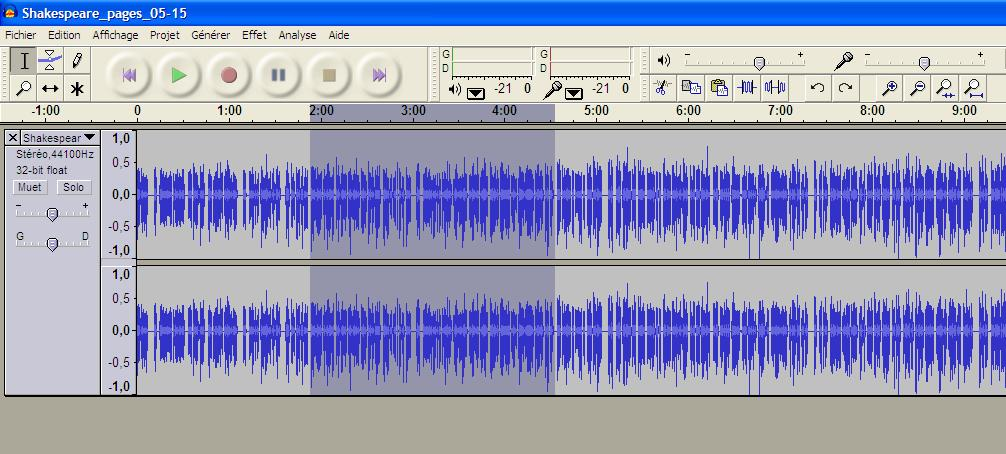 Shakespeare_pages_05-15
Fichier Edition Affichage Projet Générer Effet Analyse Aide
G
D
-21 0
G
D
-21 0
- +
- +
-1:00 0 1:00 2:00 3:00 4:00 5:00 6:00 7:00 8:00 9:00
Shakespear
Stéréo,44100Hz
32-bit float
Muet Solo
- +
G D
1,0
0,5
0,0
-0,5
-1,0
1,0
0,5
0,0
-0,5
-1,0